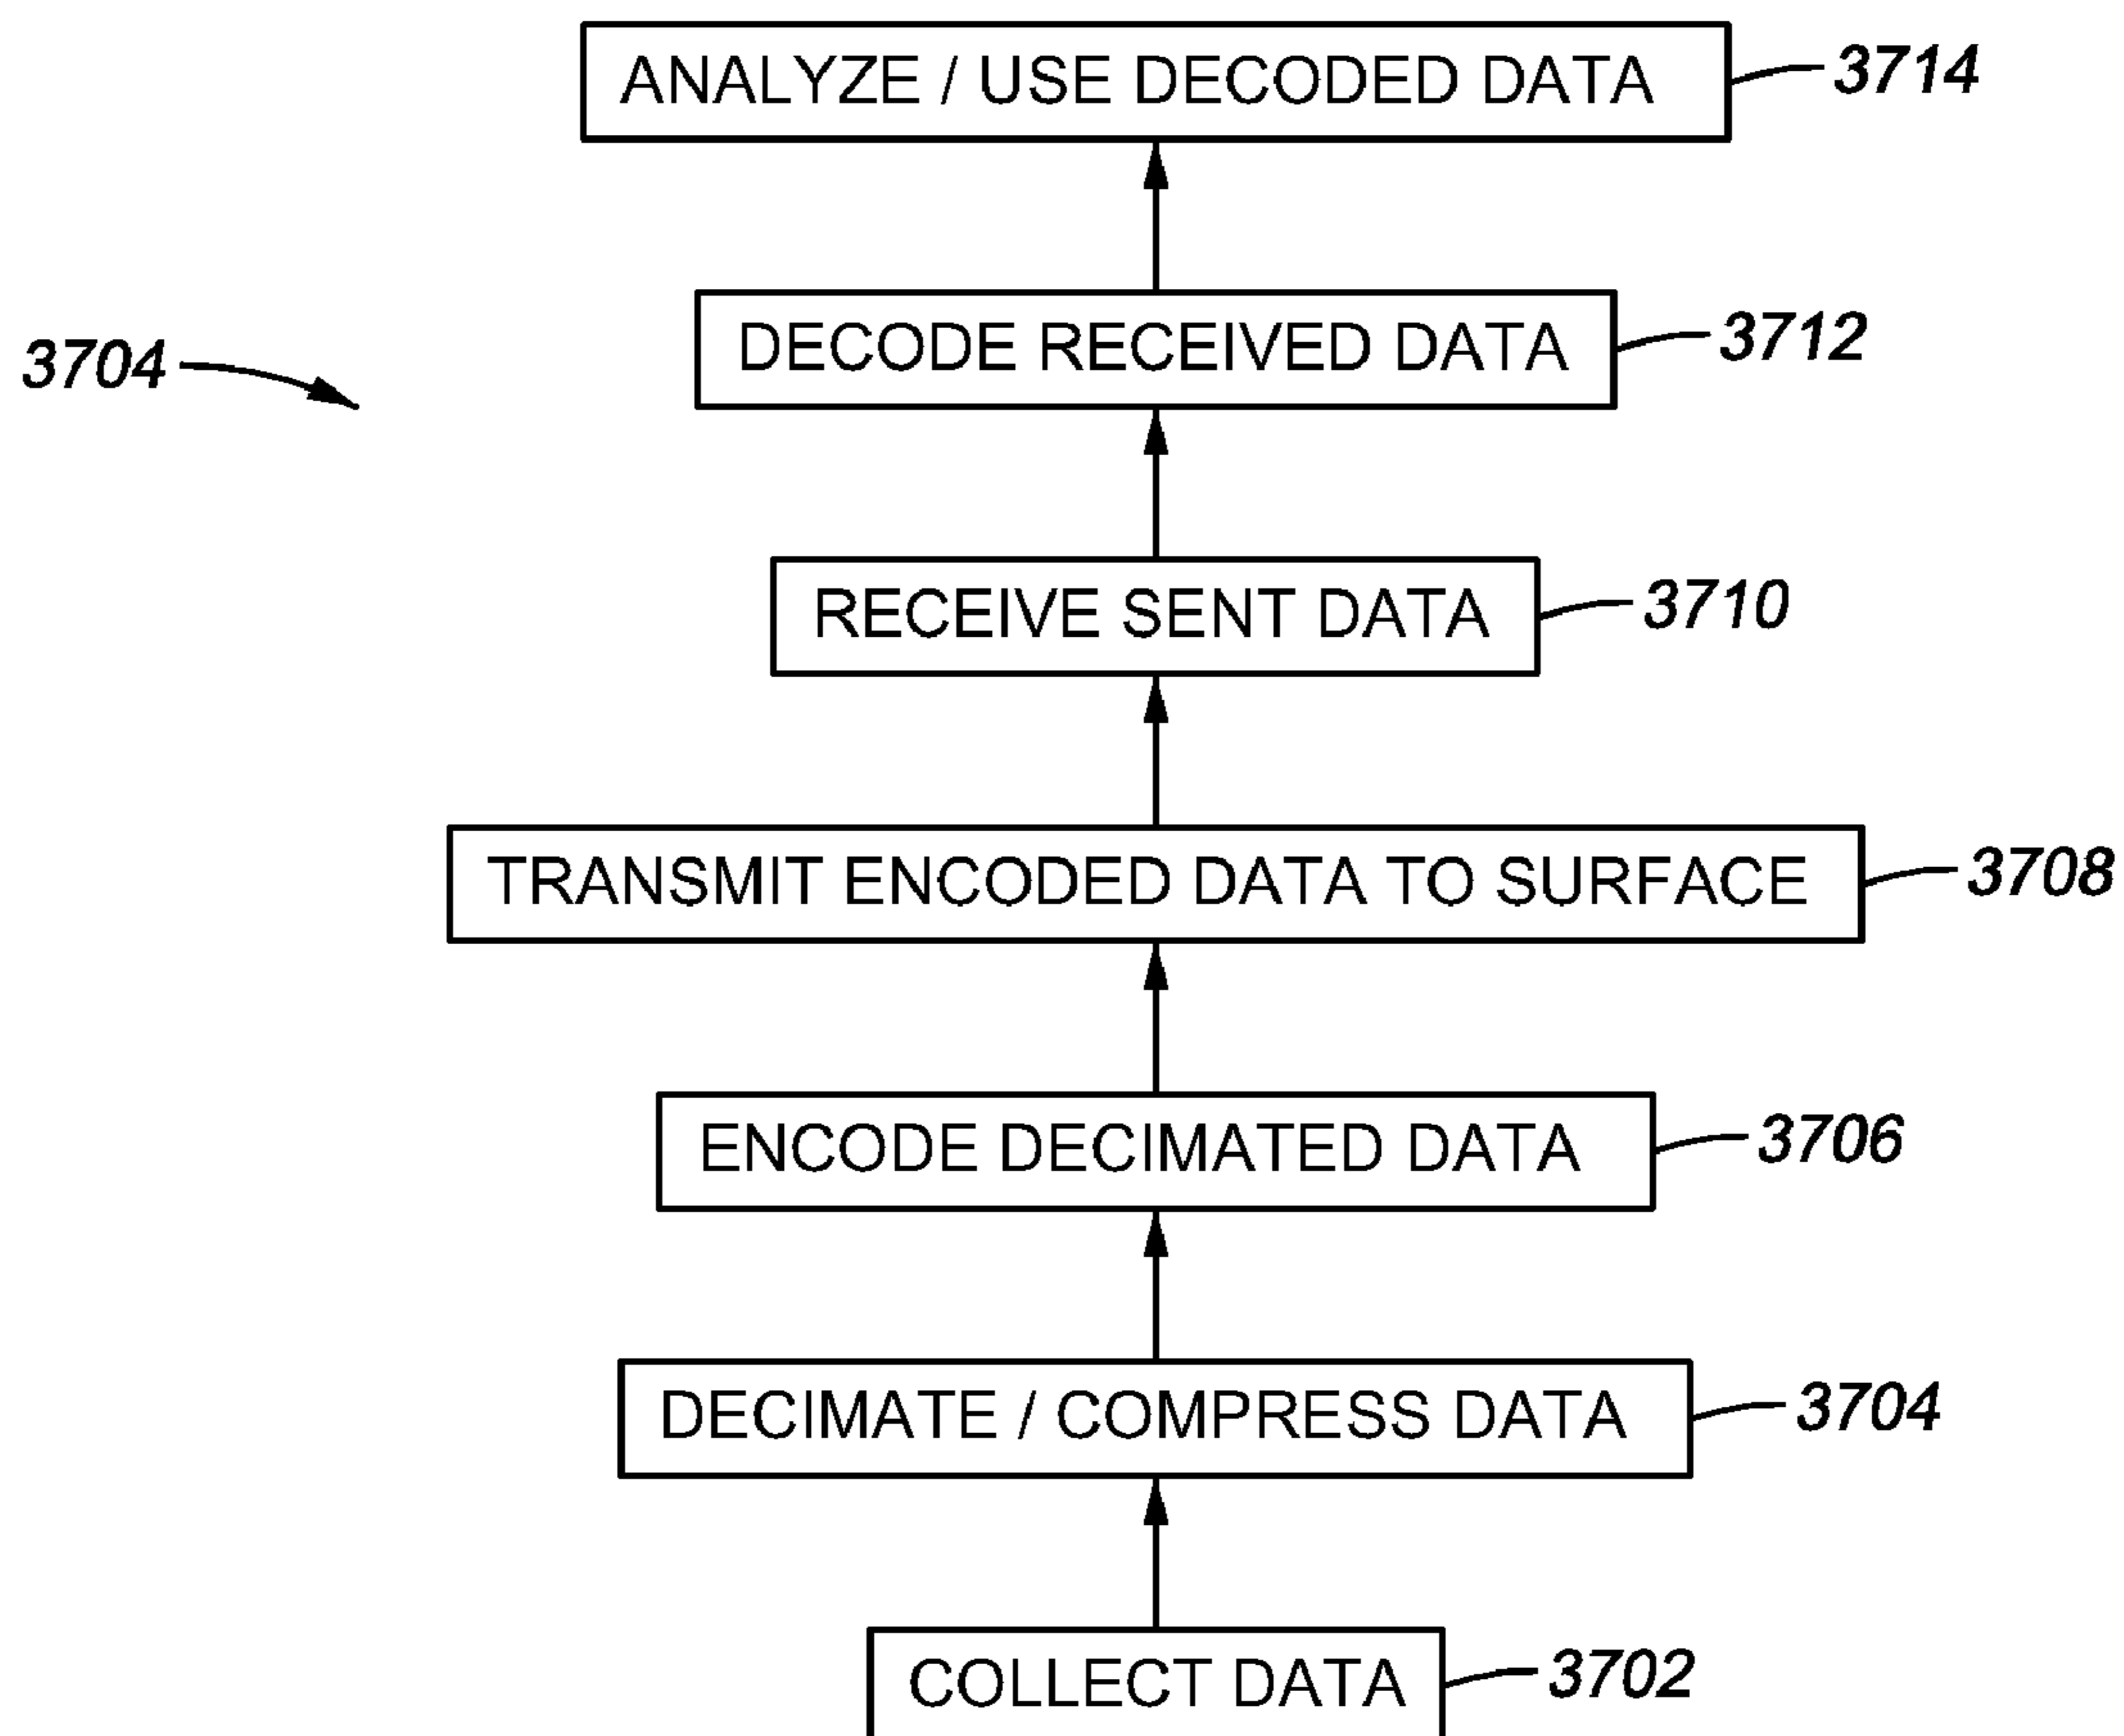 ANALYZE / USE DECODED DATA
3714
DECODE RECEIVED DATA
3712
3704
RECEIVE SENT DATA
3710
TRANSMIT ENCODED DATA TO SURFACE
3708
ENCODE DECIMATED DATA
3706
DECIMATE / COMPRESS DATA
3704
COLLECT DATA
3702